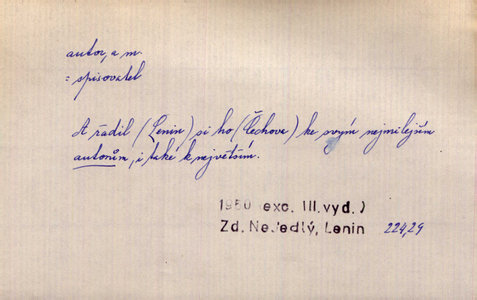 autor, a m.
= spisovatel
A řadil (Lenin) si ho (Čechova) ke svým nejmilejším
autorům, i také k největším.
1950 (exc. III. vyd.)
Zd. Nejedlý, Lenin 224,29